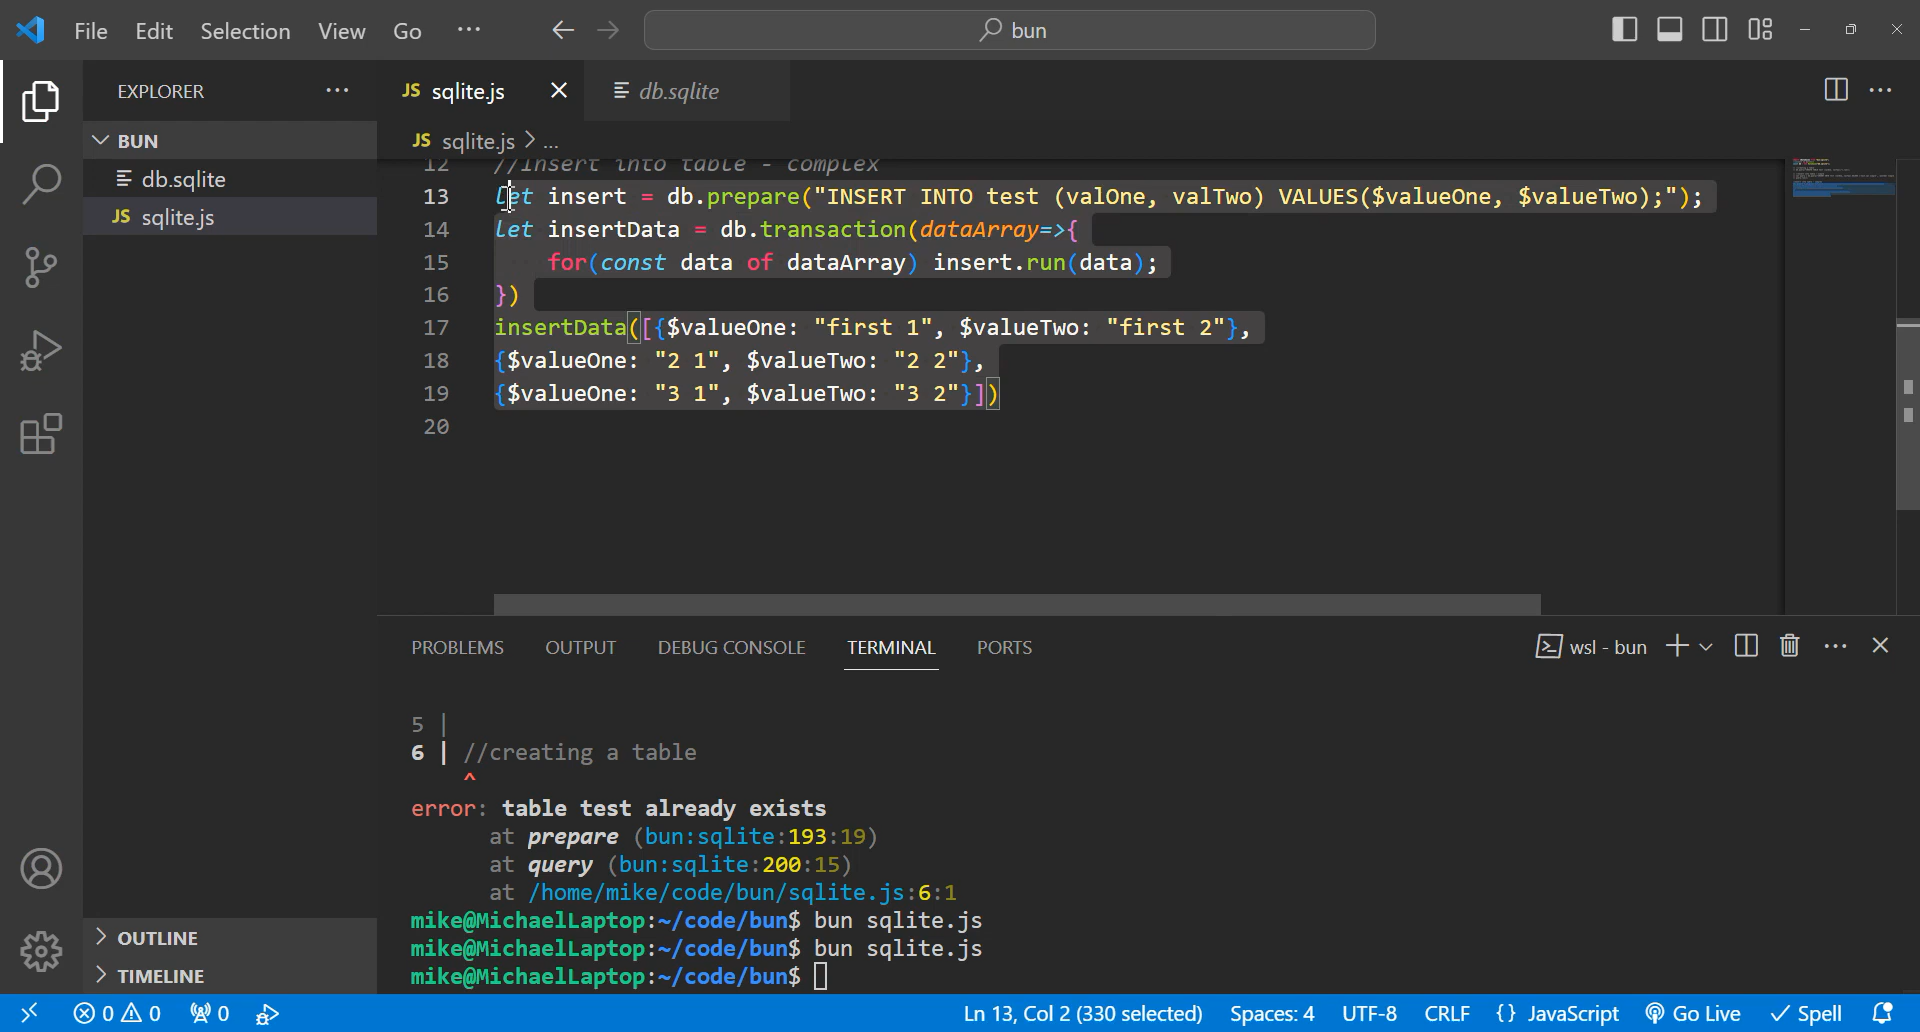 File Edit Selection View Go ··· bun
EXPLORER ···
BUN
db.sqlite
JS sqlite.js
OUTLINE
TIMELINE
JS sqlite.js db.sqlite ···
JS sqlite.js > ...
12 //Insert into table - complex
13 let insert = db.prepare("INSERT INTO test (valOne, valTwo) VALUES($valueOne, $valueTwo);");
14 let insertData = db.transaction(dataArray=>{
15 for(const data of dataArray) insert.run(data);
16 })
17 insertData([{$valueOne: "first 1", $valueTwo: "first 2"},
18 {$valueOne: "2 1", $valueTwo: "2 2"},
19 {$valueOne: "3 1", $valueTwo: "3 2"}])
20
PROBLEMS OUTPUT DEBUG CONSOLE TERMINAL PORTS wsl - bun ···
5 |
6 | //creating a table
^
error: table test already exists
at prepare (bun:sqlite:193:19)
at query (bun:sqlite:200:15)
at /home/mike/code/bun/sqlite.js:6:1
mike@MichaelLaptop:~/code/bun$ bun sqlite.js
mike@MichaelLaptop:~/code/bun$ bun sqlite.js
mike@MichaelLaptop:~/code/bun$
0 0 0 Ln 13, Col 2 (330 selected) Spaces: 4 UTF-8 CRLF {} JavaScript Go Live Spell